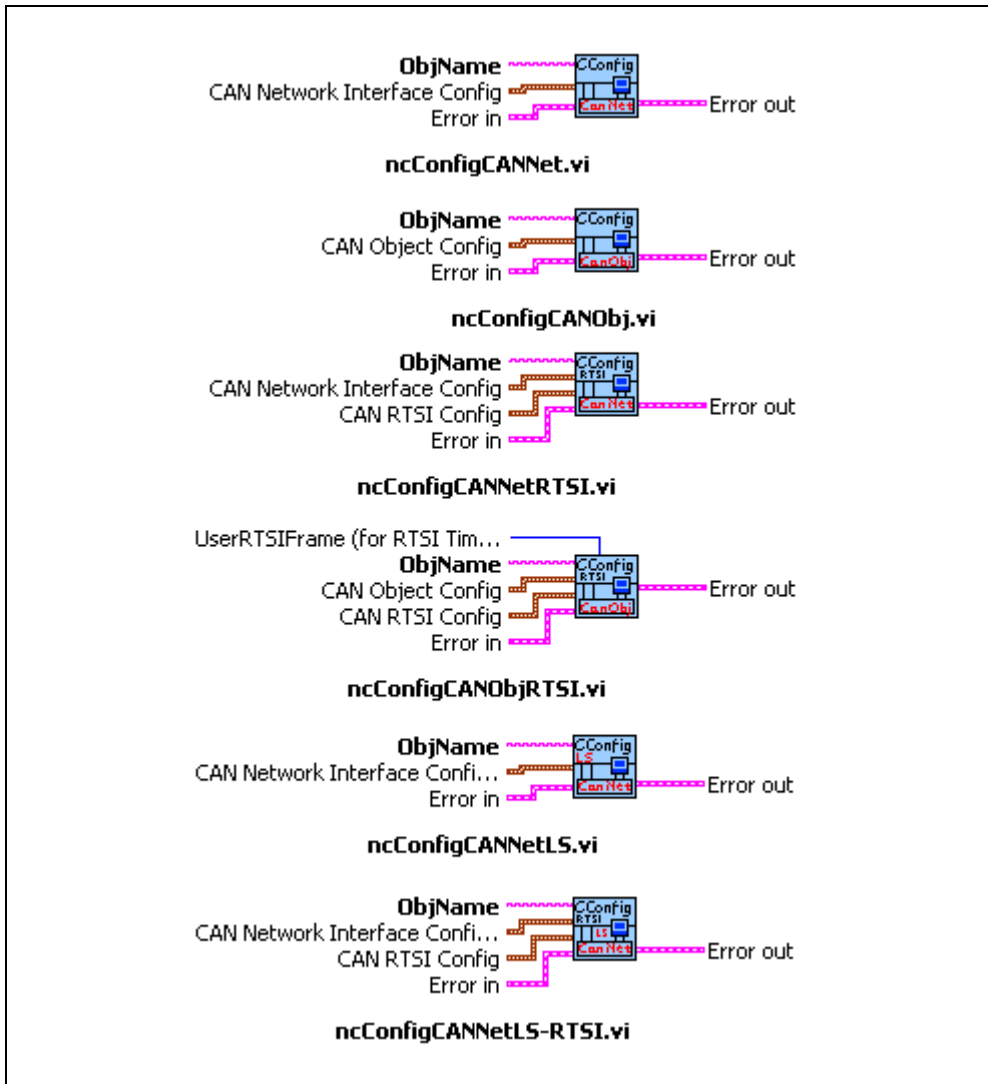 ObjName CConfig
CAN Network Interface Config
Error in CanNet Error out
ncConfigCANNet.vi
ObjName CConfig
CAN Object Config
Error in CanObj Error out
ncConfigCANObj.vi
ObjName CConfig
CAN Network Interface Config RTSI
CAN RTSI Config CanNet Error out
Error in
ncConfigCANNetRTSI.vi
UserRTSIFrame (for RTSI Tim...
ObjName CConfig
CAN Object Config RTSI Error out
CAN RTSI Config CanObj
Error in
ncConfigCANObjRTSI.vi
ObjName CConfig
CAN Network Interface Confi... LS
Error in CanNet Error out
ncConfigCANNetLS.vi
ObjName CConfig
CAN Network Interface Confi... RTSI LS
CAN RTSI Config CanNet Error out
Error in
ncConfigCANNetLS-RTSI.vi